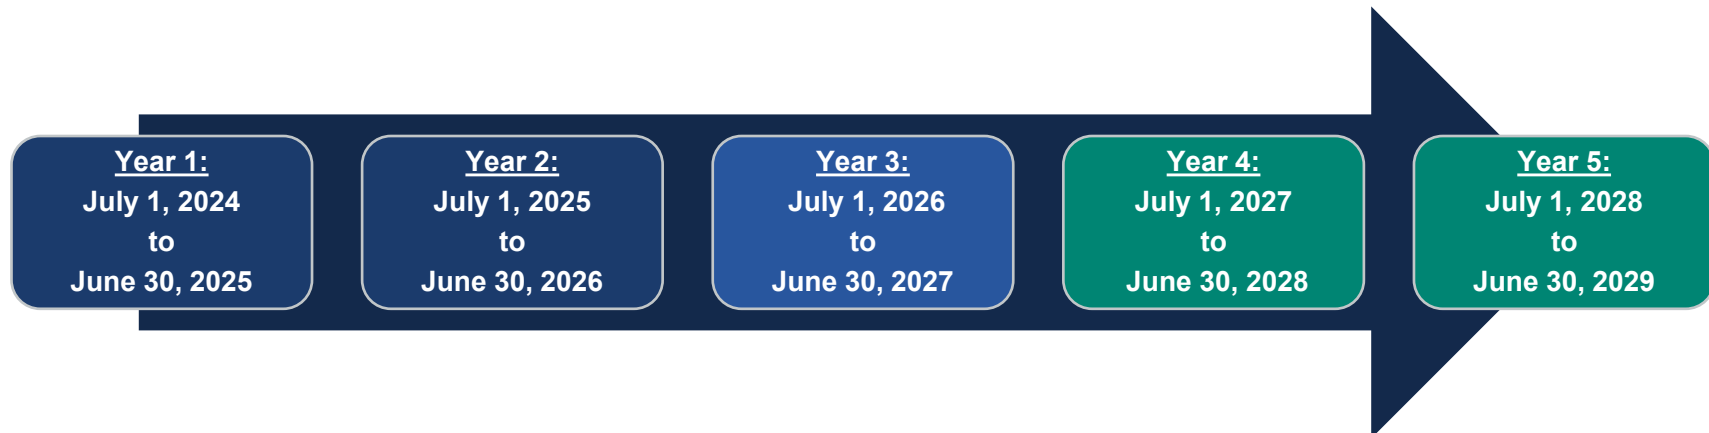 Year 1:
July 1, 2024
to
June 30, 2025
Year 2:
July 1, 2025
to
June 30, 2026
Year 3:
July 1, 2026
to
June 30, 2027
Year 4:
July 1, 2027
to
June 30, 2028
Year 5:
July 1, 2028
to
June 30, 2029